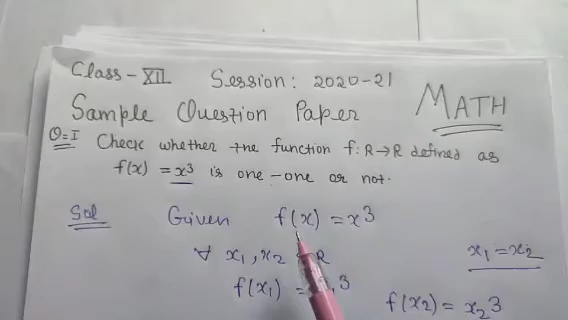 Class-XII Session: 2020-21
Sample Question Paper MATH
Q=I Check whether the function f: R→R defined as
f(x) = x3 is one-one or not.
Sol Given f(x) = x3
∀ x1, x2 R x1 = x2
f(x1) = 3 f(x2) = x2 3